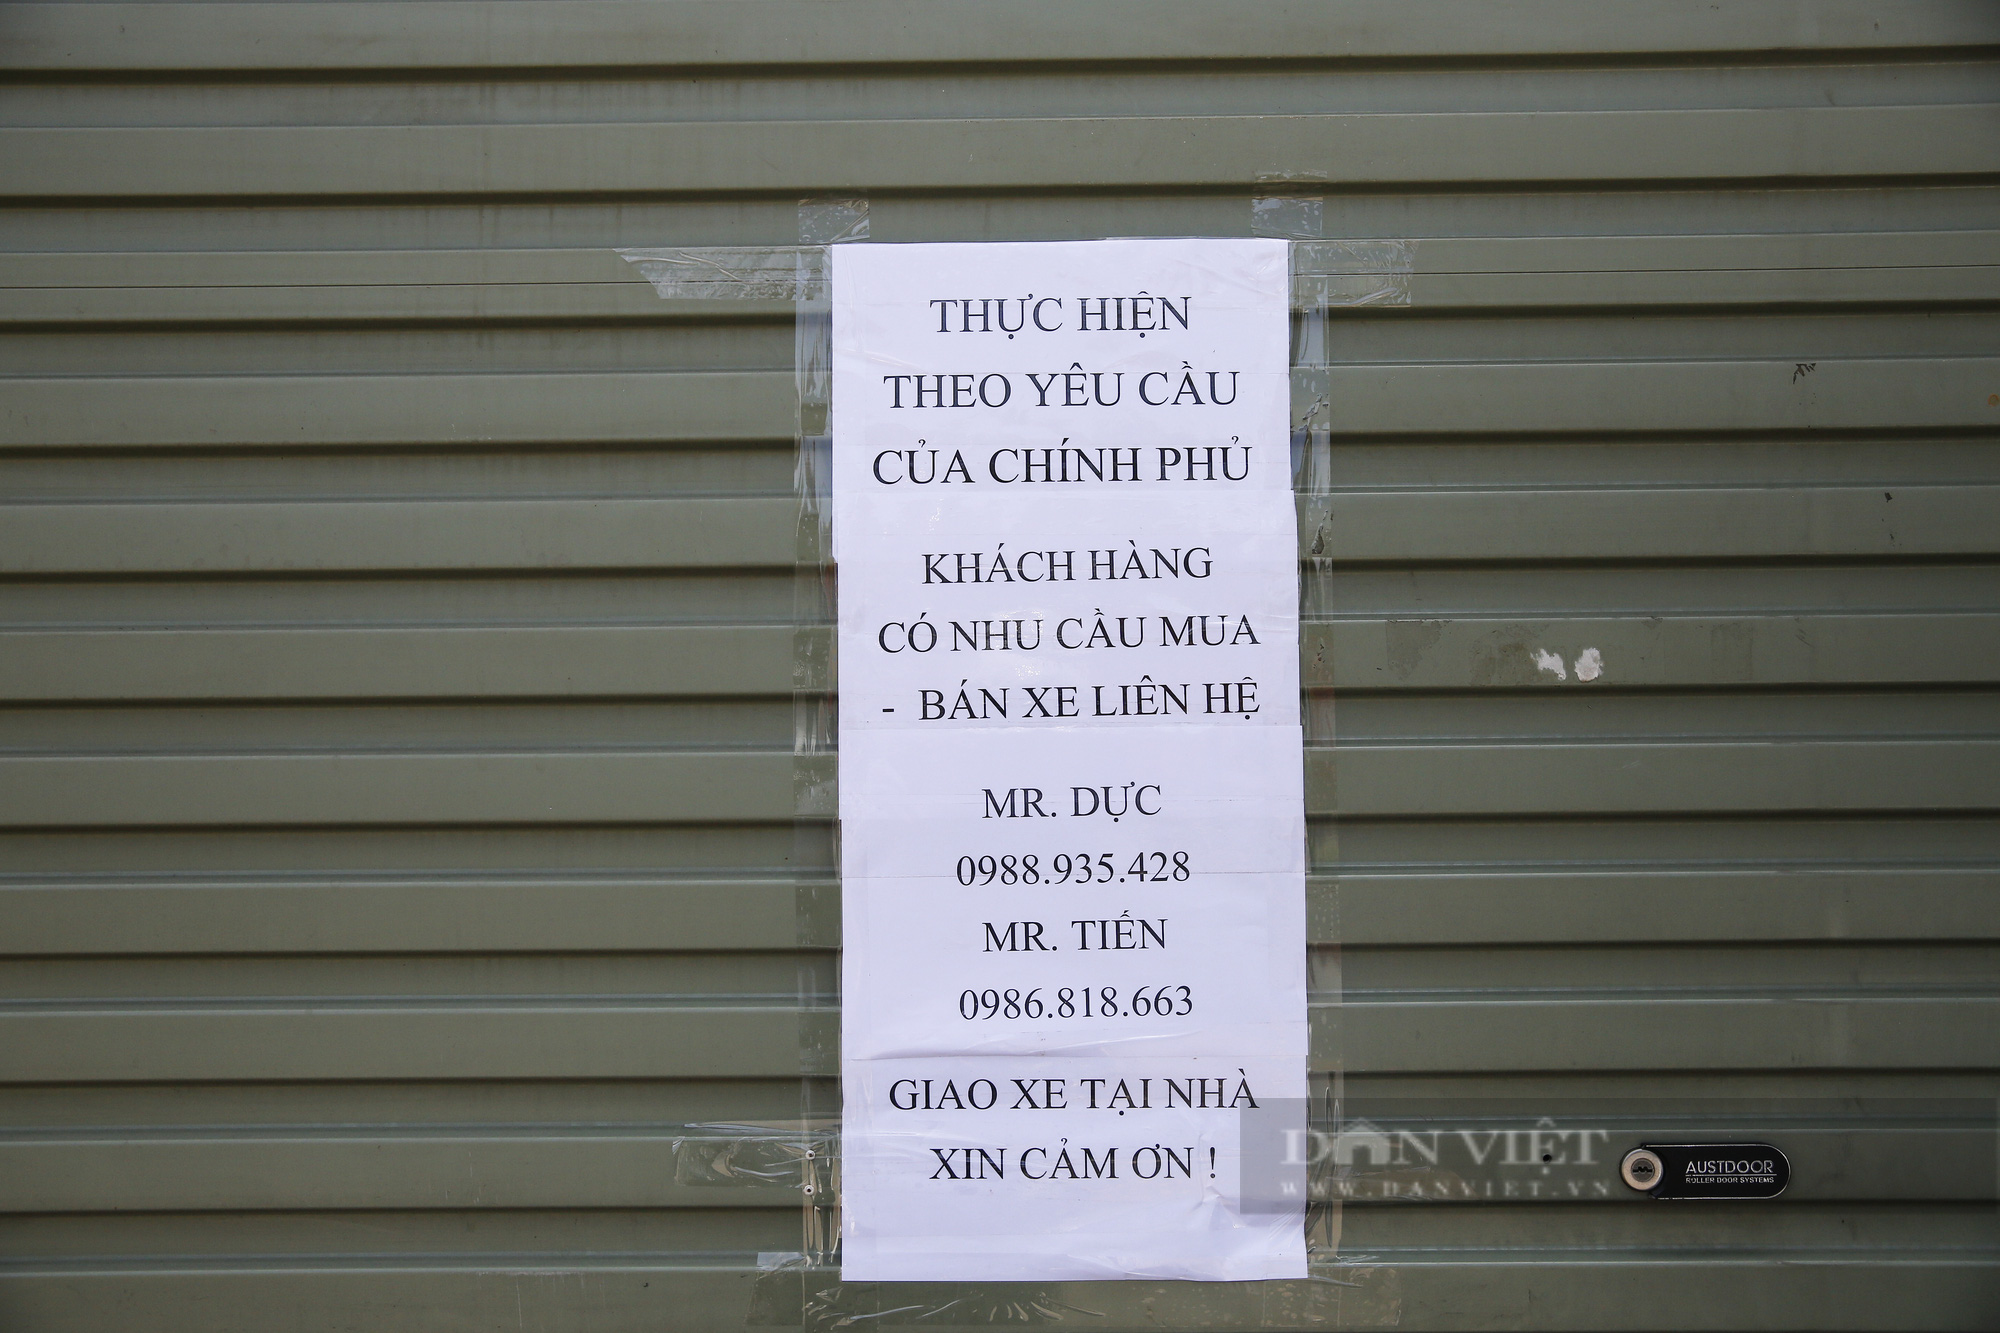 THỰC HIỆN
THEO YÊU CẦU
CỦA CHÍNH PHỦ
KHÁCH HÀNG
CÓ NHU CẦU MUA
- BÁN XE LIÊN HỆ
MR. DỰC
0988.935.428
MR. TIẾN
0986.818.663
GIAO XE TẠI NHÀ
XIN CẢM ƠN !
DÂN VIỆT
WWW.DANVIET.VN
AUSTDOOR
ROLLER DOOR SYSTEMS